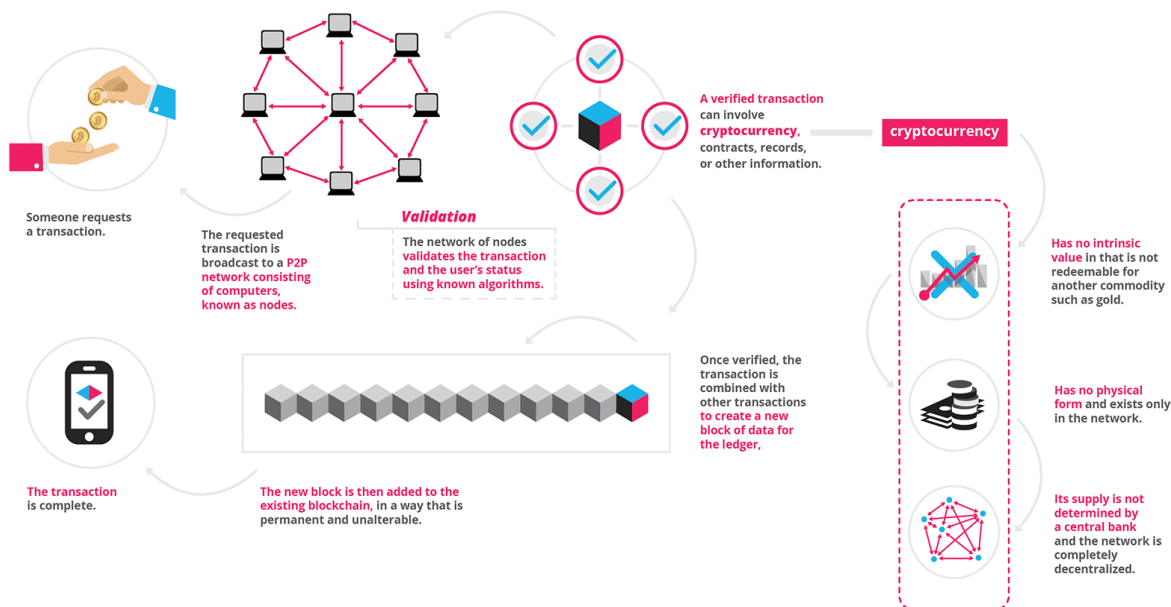 Someone requests
a transaction.
The requested
transaction is
broadcast to a P2P
network consisting
of computers,
known as nodes.
Validation
The network of nodes
validates the transaction
and the user's status
using known algorithms.
A verified transaction
can involve
cryptocurrency,
contracts, records,
or other information.
cryptocurrency
Has no intrinsic
value in that is not
redeemable for
another commodity
such as gold.
Has no physical
form and exists only
in the network.
Its supply is not
determined by
a central bank
and the network is
completely
decentralized.
Once verified, the
transaction is
combined with
other transactions
to create a new
block of data for
the ledger,
The new block is then added to the
existing blockchain, in a way that is
permanent and unalterable.
The transaction
is complete.